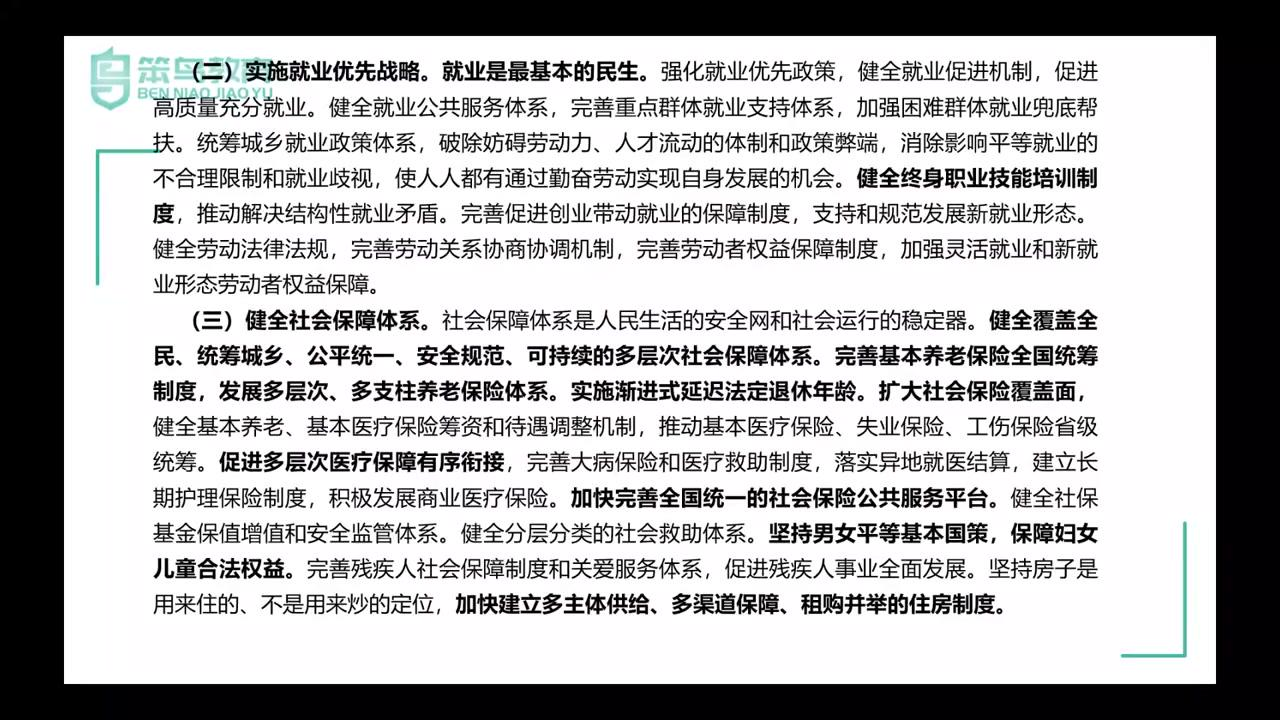 笨鸟教育
BEN NIAO JIAO YU
（二）实施就业优先战略。就业是最基本的民生。强化就业优先政策，健全就业促进机制，促进
高质量充分就业。健全就业公共服务体系，完善重点群体就业支持体系，加强困难群体就业兜底帮
扶。统筹城乡就业政策体系，破除妨碍劳动力、人才流动的体制和政策弊端，消除影响平等就业的
不合理限制和就业歧视，使人人都有通过勤奋劳动实现自身发展的机会。健全终身职业技能培训制
度，推动解决结构性就业矛盾。完善促进创业带动就业的保障制度，支持和规范发展新就业形态。
健全劳动法律法规，完善劳动关系协商协调机制，完善劳动者权益保障制度，加强灵活就业和新就
业形态劳动者权益保障。
（三）健全社会保障体系。社会保障体系是人民生活的安全网和社会运行的稳定器。健全覆盖全
民、统筹城乡、公平统一、安全规范、可持续的多层次社会保障体系。完善基本养老保险全国统筹
制度，发展多层次、多支柱养老保险体系。实施渐进式延迟法定退休年龄。扩大社会保险覆盖面，
健全基本养老、基本医疗保险筹资和待遇调整机制，推动基本医疗保险、失业保险、工伤保险省级
统筹。促进多层次医疗保障有序衔接，完善大病保险和医疗救助制度，落实异地就医结算，建立长
期护理保险制度，积极发展商业医疗保险。加快完善全国统一的社会保险公共服务平台。健全社保
基金保值增值和安全监管体系。健全分层分类的社会救助体系。坚持男女平等基本国策，保障妇女
儿童合法权益。完善残疾人社会保障制度和关爱服务体系，促进残疾人事业全面发展。坚持房子是
用来住的、不是用来炒的定位，加快建立多主体供给、多渠道保障、租购并举的住房制度。